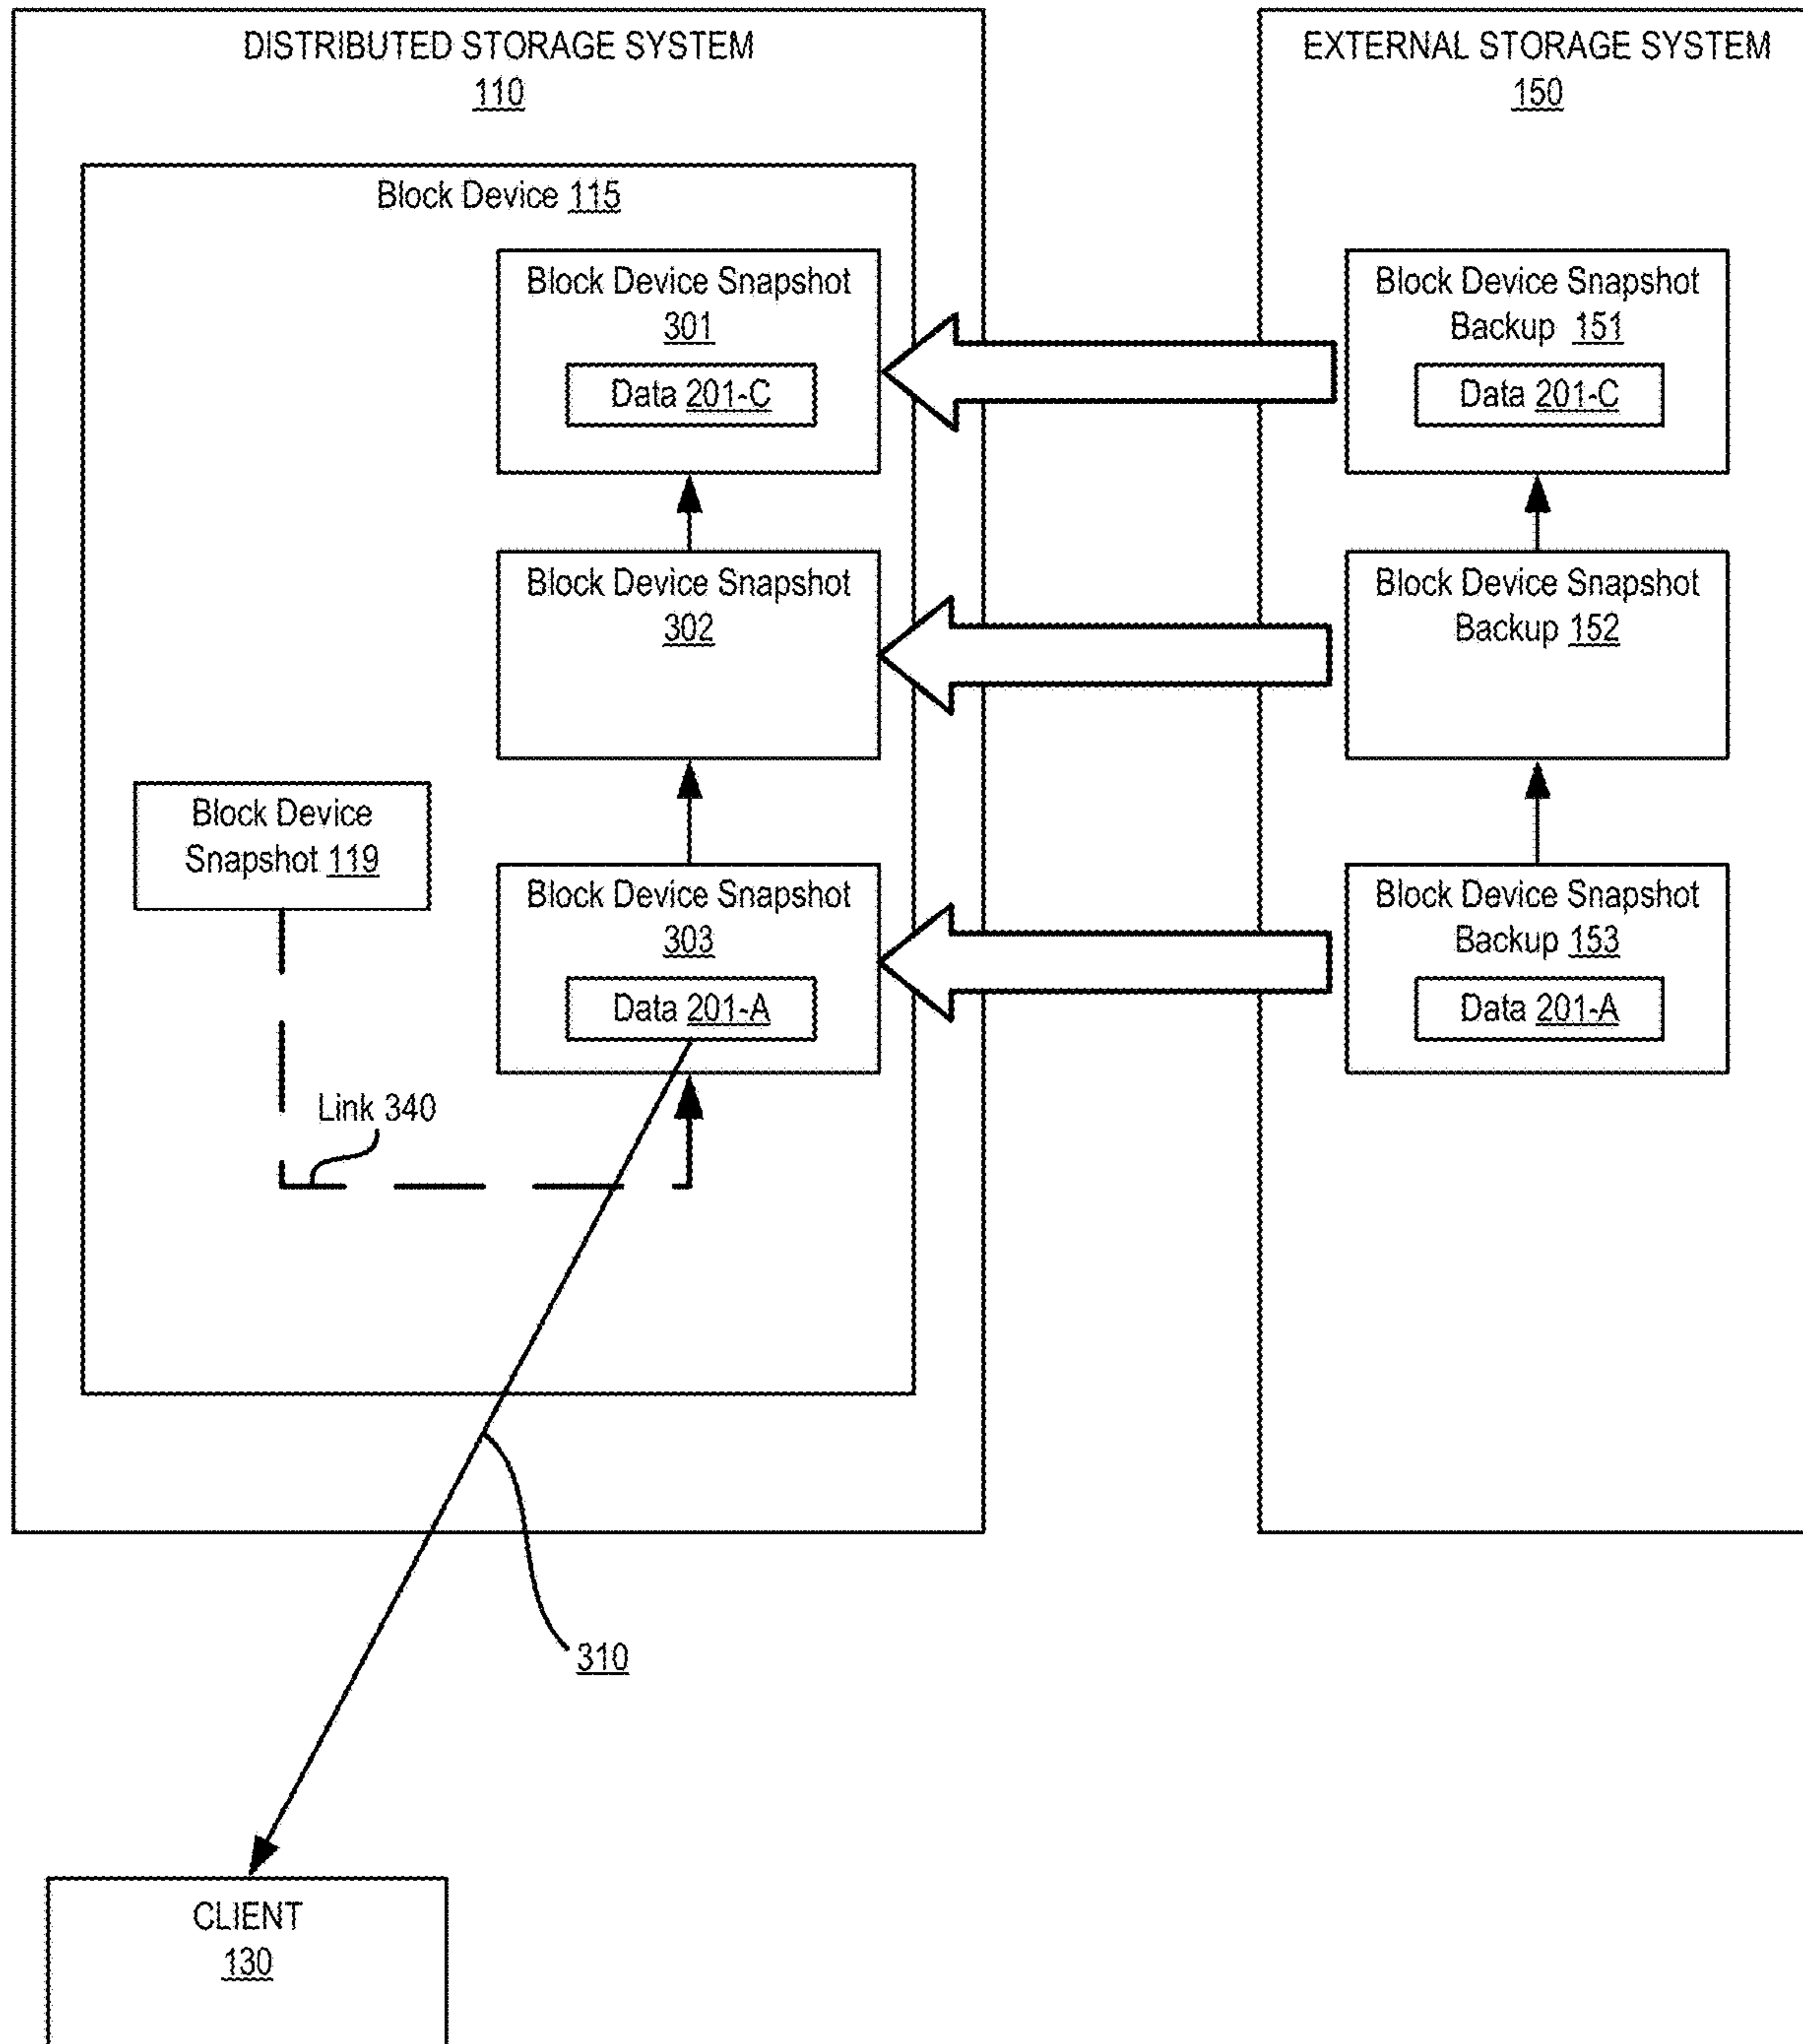 DISTRIBUTED STORAGE SYSTEM
110
Block Device 115
Block Device Snapshot
301
Data 201-C
Block Device Snapshot
302
Block Device
Snapshot 119
Block Device Snapshot
303
Data 201-A
Link 340
310
CLIENT
130
EXTERNAL STORAGE SYSTEM
150
Block Device Snapshot
Backup 151
Data 201-C
Block Device Snapshot
Backup 152
Block Device Snapshot
Backup 153
Data 201-A